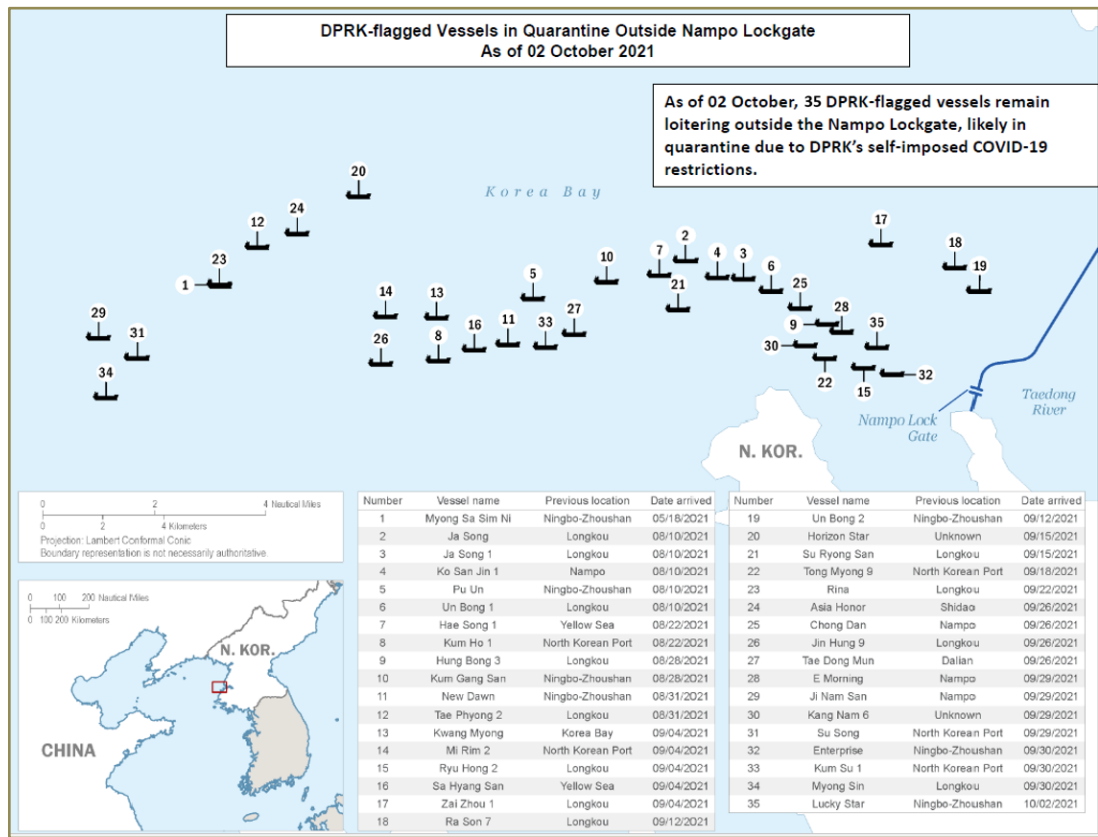 DPRK-flagged Vessels in Quarantine Outside Nampo Lockgate
As of 02 October 2021
As of 02 October, 35 DPRK-flagged vessels remain
loitering outside the Nampo Lockgate, likely in
quarantine due to DPRK's self-imposed COVID-19
restrictions.
Korea Bay
20
24
12
23
1
29
31
34
14
13
26
8
16
11
5
33
27
10
7
2
21
4
3
6
25
9
28
30
22
35
15
32
17
18
19
Nampo Lock
Gate
Taedong
River
N. KOR.
0 2 4 Nautical Miles
0 2 4 Kilometers
Projection: Lambert Conformal Conic
Boundary representation is not necessarily authoritative.
0 100 200 Nautical Miles
0 100 200 Kilometers
N. KOR.
CHINA
Number Vessel name Previous location Date arrived
1 Myong Sa Sim Ni Ningbo-Zhoushan 05/18/2021
2 Ja Song Longkou 08/10/2021
3 Ja Song 1 Longkou 08/10/2021
4 Ko San Jin 1 Nampo 08/10/2021
5 Pu Un Ningbo-Zhoushan 08/10/2021
6 Un Bong 1 Longkou 08/10/2021
7 Hae Song 1 Yellow Sea 08/22/2021
8 Kum Ho 1 North Korean Port 08/22/2021
9 Hung Bong 3 Longkou 08/28/2021
10 Kum Gang San Ningbo-Zhoushan 08/28/2021
11 New Dawn Ningbo-Zhoushan 08/31/2021
12 Tae Phyong 2 Longkou 08/31/2021
13 Kwang Myong Korea Bay 09/04/2021
14 Mi Rim 2 North Korean Port 09/04/2021
15 Ryu Hong 2 Longkou 09/04/2021
16 Sa Hyang San Yellow Sea 09/04/2021
17 Zai Zhou 1 Longkou 09/04/2021
18 Ra Son 7 Longkou 09/12/2021
Number Vessel name Previous location Date arrived
19 Un Bong 2 Ningbo-Zhoushan 09/12/2021
20 Horizon Star Unknown 09/15/2021
21 Su Ryong San Longkou 09/15/2021
22 Tong Myong 9 North Korean Port 09/18/2021
23 Rina Longkou 09/22/2021
24 Asia Honor Shidao 09/26/2021
25 Chong Dan Nampo 09/26/2021
26 Jin Hung 9 Longkou 09/26/2021
27 Tae Dong Mun Dalian 09/26/2021
28 E Morning Nampo 09/29/2021
29 Ji Nam San Nampo 09/29/2021
30 Kang Nam 6 Unknown 09/29/2021
31 Su Song North Korean Port 09/29/2021
32 Enterprise Ningbo-Zhoushan 09/30/2021
33 Kum Su 1 North Korean Port 09/30/2021
34 Myong Sin Longkou 09/30/2021
35 Lucky Star Ningbo-Zhoushan 10/02/2021